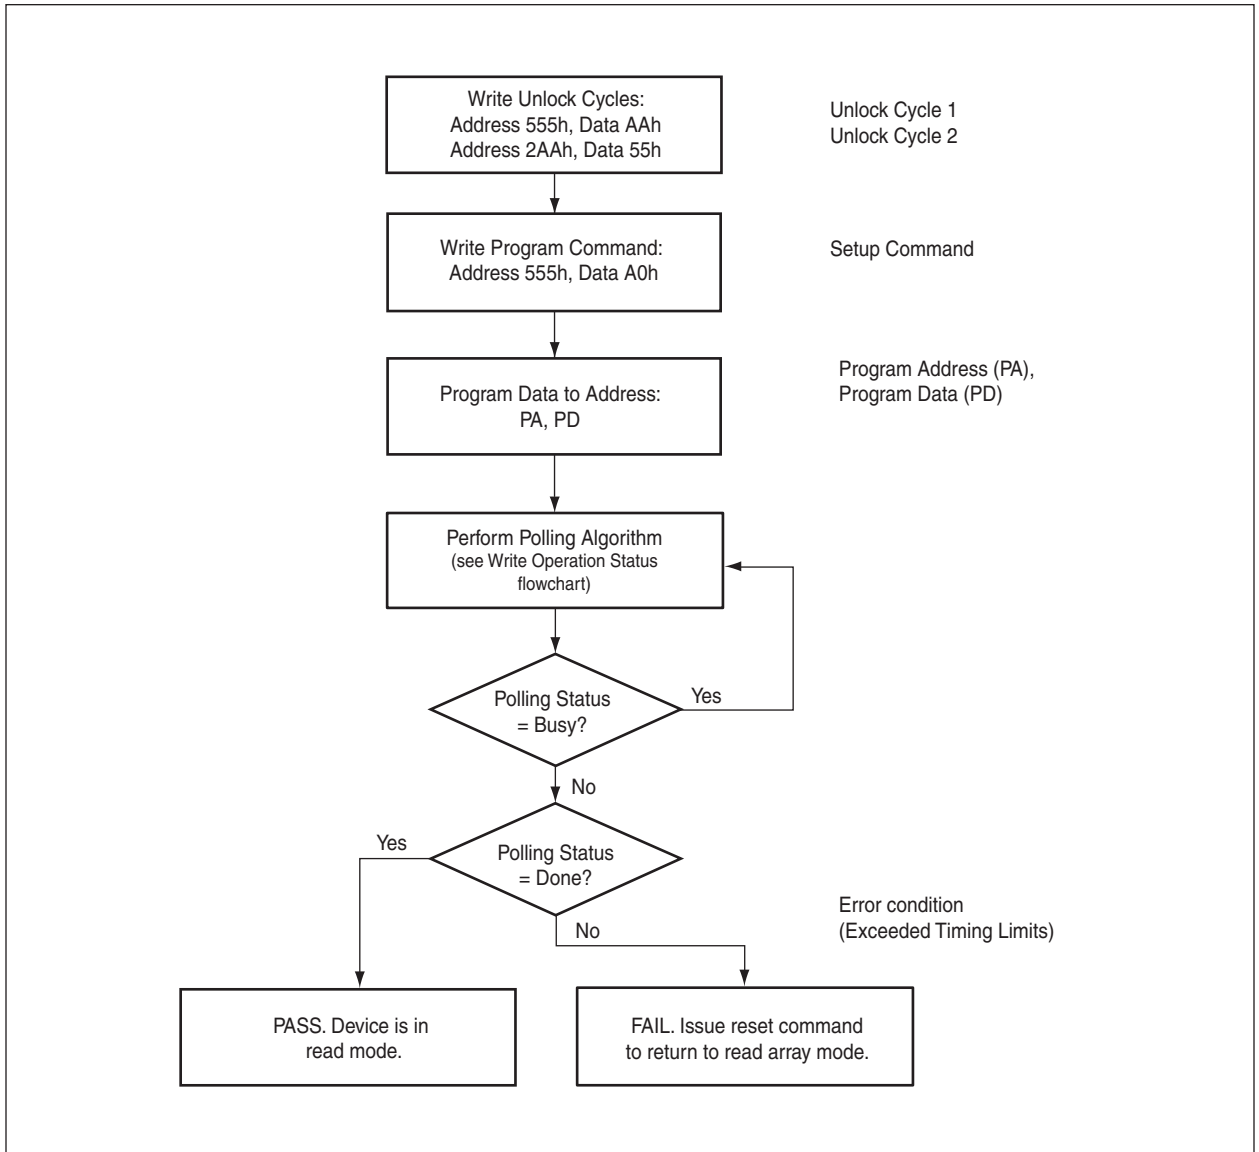 Write Unlock Cycles:
Address 555h, Data AAh
Address 2AAh, Data 55h
Unlock Cycle 1
Unlock Cycle 2
Write Program Command:
Address 555h, Data A0h
Setup Command
Program Data to Address:
PA, PD
Program Address (PA),
Program Data (PD)
Perform Polling Algorithm
(see Write Operation Status
flowchart)
Polling Status
= Busy?
Yes
No
Polling Status
= Done?
Yes
No
Error condition
(Exceeded Timing Limits)
PASS. Device is in
read mode.
FAIL. Issue reset command
to return to read array mode.